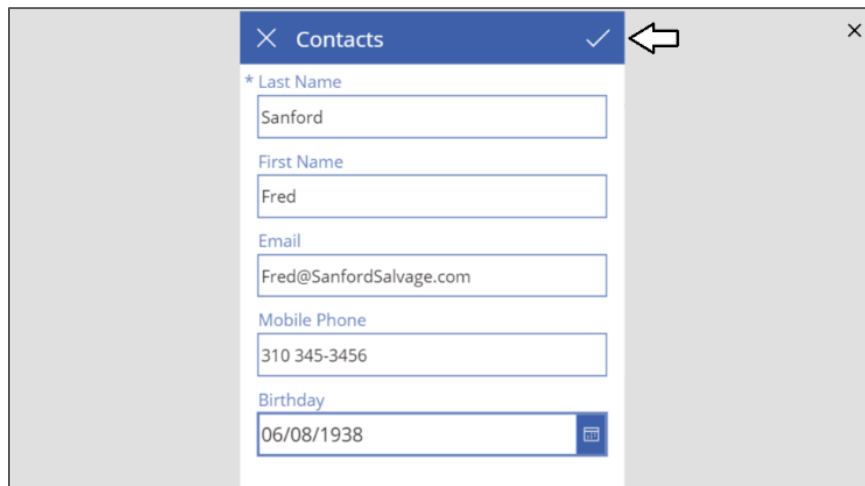 Contacts
* Last Name
Sanford
First Name
Fred
Email
Fred@SanfordSalvage.com
Mobile Phone
310 345-3456
Birthday
06/08/1938